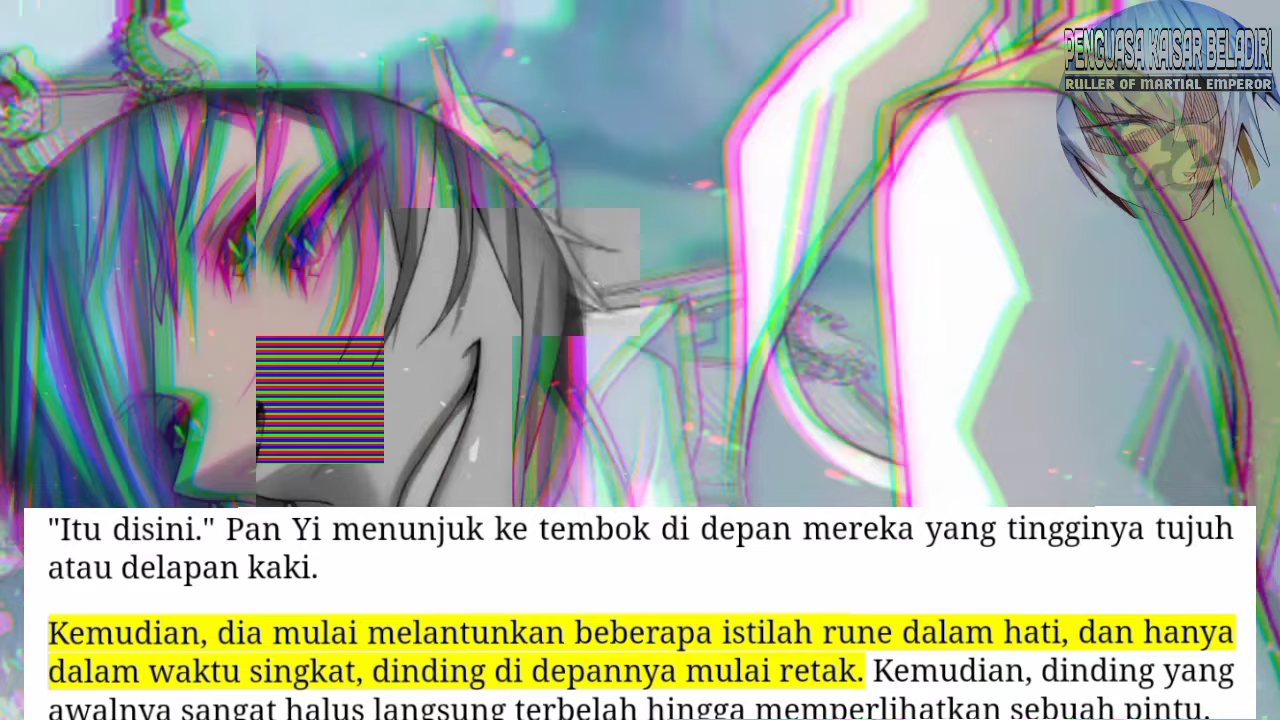 PENGUASA KAISAR BELADIRI
RULLER OF MARTIAL EMPEROR
"Itu disini." Pan Yi menunjuk ke tembok di depan mereka yang tingginya tujuh
atau delapan kaki.
Kemudian, dia mulai melantunkan beberapa istilah rune dalam hati, dan hanya
dalam waktu singkat, dinding di depannya mulai retak. Kemudian, dinding yang
awalnya sangat halus langsung terbelah hingga memperlihatkan sebuah pintu.